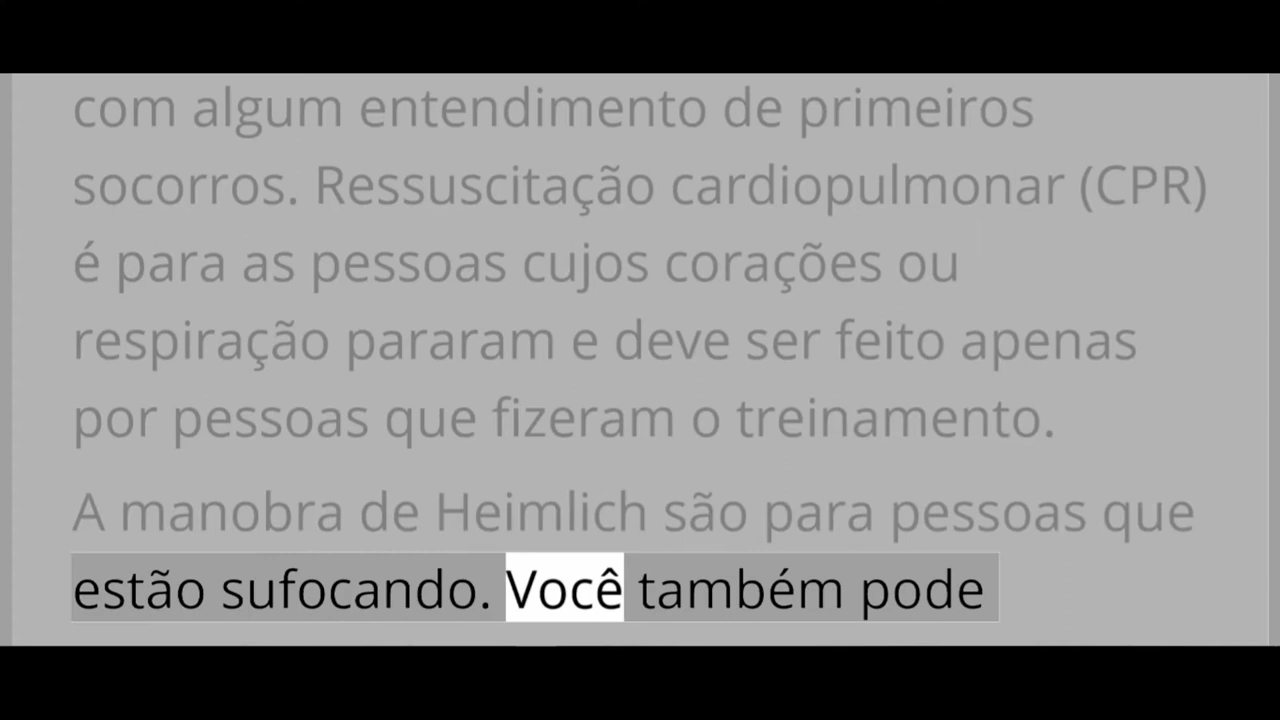 com algum entendimento de primeiros
socorros. Ressuscitação cardiopulmonar (CPR)
é para as pessoas cujos corações ou
respiração pararam e deve ser feito apenas
por pessoas que fizeram o treinamento.
A manobra de Heimlich são para pessoas que
estão sufocando. Você também pode